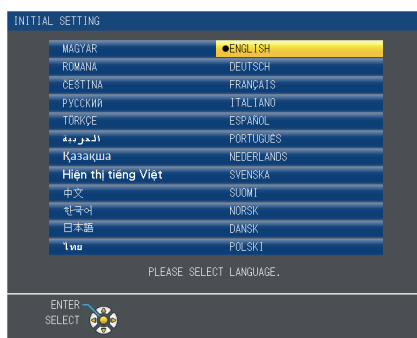 INITIAL SETTING
MAGYAR ●ENGLISH
ROMÂNA DEUTSCH
ČEŠTINA FRANÇAIS
РУССКИЙ ITALIANO
TÜRKÇE ESPAÑOL
العربية PORTUGUÊS
Қазақша NEDERLANDS
Hiện thị tiếng Việt SVENSKA
中文 SUOMI
한국어 NORSK
日本語 DANSK
ไทย POLSKI
PLEASE SELECT LANGUAGE.
ENTER
SELECT